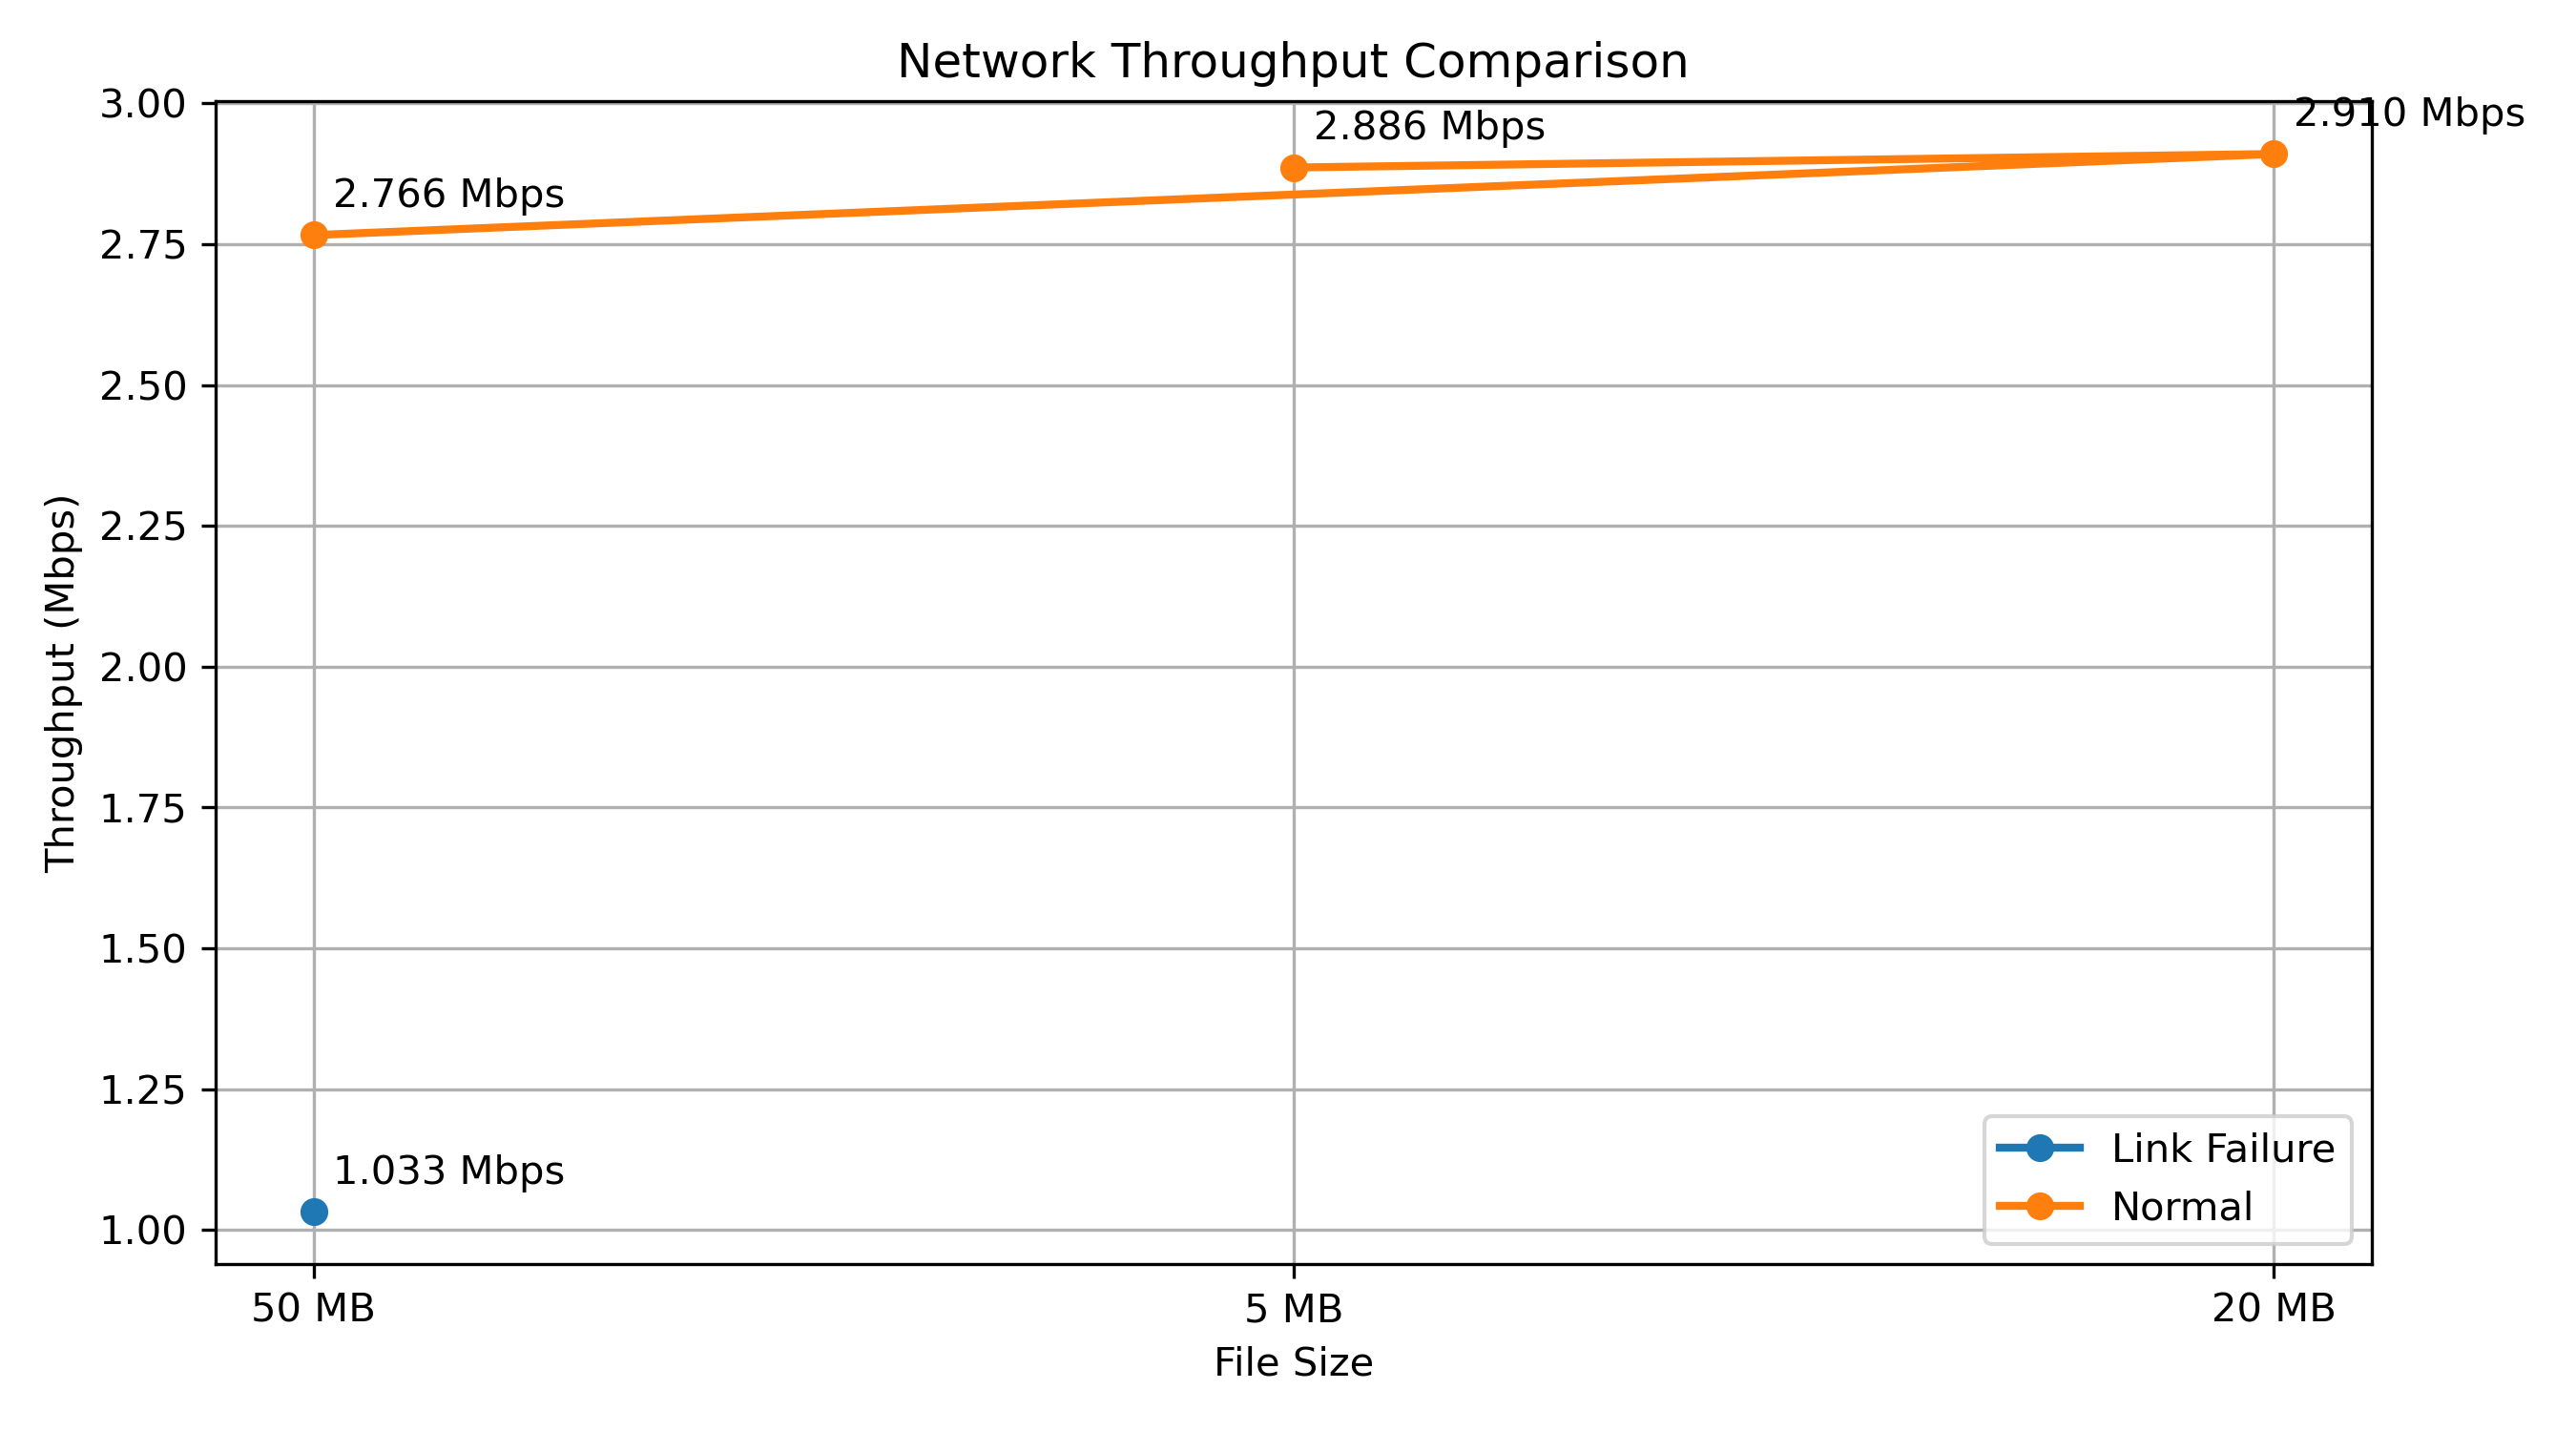 Network Throughput Comparison
3.00
2.75
2.50
2.25
2.00
1.75
1.50
1.25
1.00
Throughput (Mbps)
2.766 Mbps
2.886 Mbps
2.910 Mbps
1.033 Mbps
Link Failure
Normal
50 MB
5 MB
20 MB
File Size